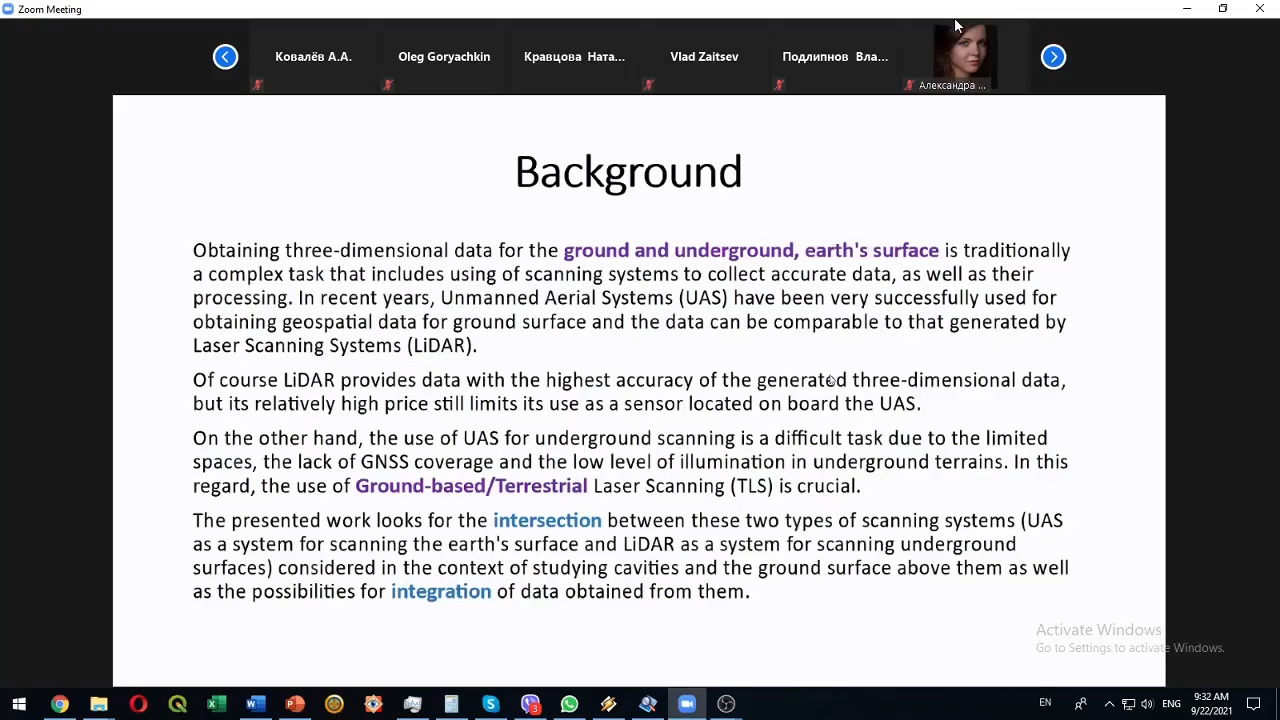 Zoom Meeting
Ковалёв А.А.
Oleg Goryachkin
Кравцова Ната...
Vlad Zaitsev
Подлипнов Вла...
Александра ...
Background
Obtaining three-dimensional data for the ground and underground, earth's surface is traditionally
a complex task that includes using of scanning systems to collect accurate data, as well as their
processing. In recent years, Unmanned Aerial Systems (UAS) have been very successfully used for
obtaining geospatial data for ground surface and the data can be comparable to that generated by
Laser Scanning Systems (LiDAR).
Of course LiDAR provides data with the highest accuracy of the generated three-dimensional data,
but its relatively high price still limits its use as a sensor located on board the UAS.
On the other hand, the use of UAS for underground scanning is a difficult task due to the limited
spaces, the lack of GNSS coverage and the low level of illumination in underground terrains. In this
regard, the use of Ground-based/Terrestrial Laser Scanning (TLS) is crucial.
The presented work looks for the intersection between these two types of scanning systems (UAS
as a system for scanning the earth's surface and LiDAR as a system for scanning underground
surfaces) considered in the context of studying cavities and the ground surface above them as well
as the possibilities for integration of data obtained from them.
Activate Windows
Go to Settings to activate Windows.
EN
ENG
9:32 AM
9/22/2021
3